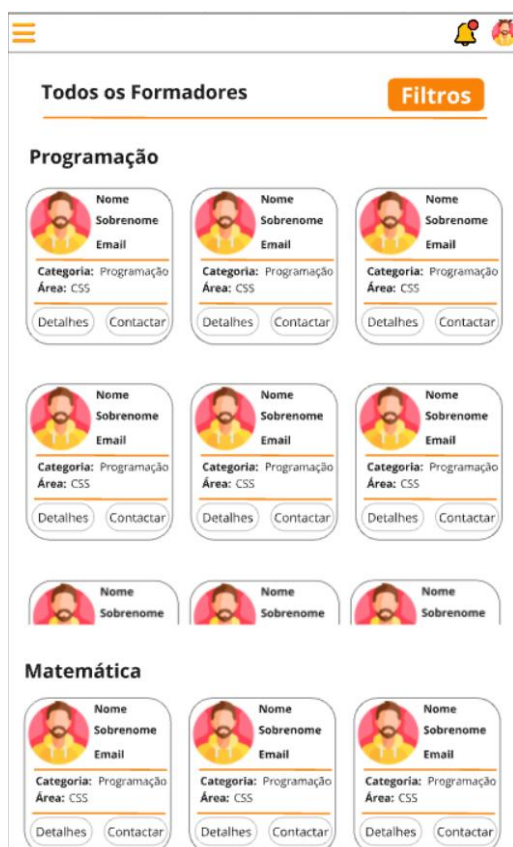 Todos os Formadores Filtros
Programação
Nome Nome Nome
Sobrenome Sobrenome Sobrenome
Email Email Email
Categoria: Programação Categoria: Programação Categoria: Programação
Área: CSS Área: CSS Área: CSS
Detalhes Contactar Detalhes Contactar Detalhes Contactar
Nome Nome Nome
Sobrenome Sobrenome Sobrenome
Email Email Email
Categoria: Programação Categoria: Programação Categoria: Programação
Área: CSS Área: CSS Área: CSS
Detalhes Contactar Detalhes Contactar Detalhes Contactar
Nome Nome Nome
Sobrenome Sobrenome Sobrenome
Matemática
Nome Nome Nome
Sobrenome Sobrenome Sobrenome
Email Email Email
Categoria: Programação Categoria: Programação Categoria: Programação
Área: CSS Área: CSS Área: CSS
Detalhes Contactar Detalhes Contactar Detalhes Contactar